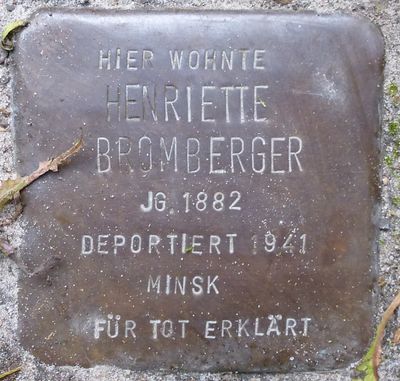 HIER WOHNTE
HENRIETTE
BROMBERGER
JG. 1882
DEPORTIERT 1941
MINSK
FÜR TOT ERKLÄRT